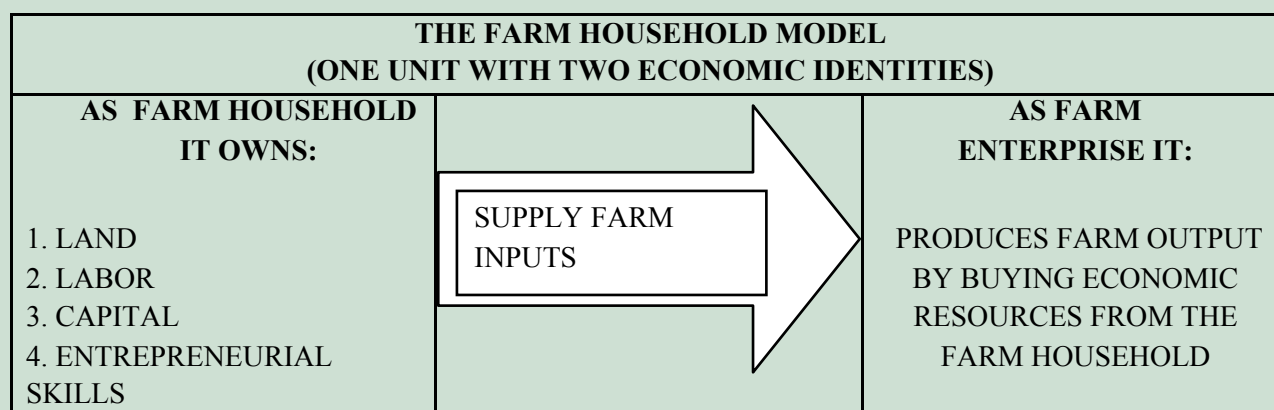 THE FARM HOUSEHOLD MODEL
(ONE UNIT WITH TWO ECONOMIC IDENTITIES)
AS FARM HOUSEHOLD
IT OWNS:
1. LAND
2. LABOR
3. CAPITAL
4. ENTREPRENEURIAL
SKILLS
SUPPLY FARM
INPUTS
AS FARM
ENTERPRISE IT:
PRODUCES FARM OUTPUT
BY BUYING ECONOMIC
RESOURCES FROM THE
FARM HOUSEHOLD